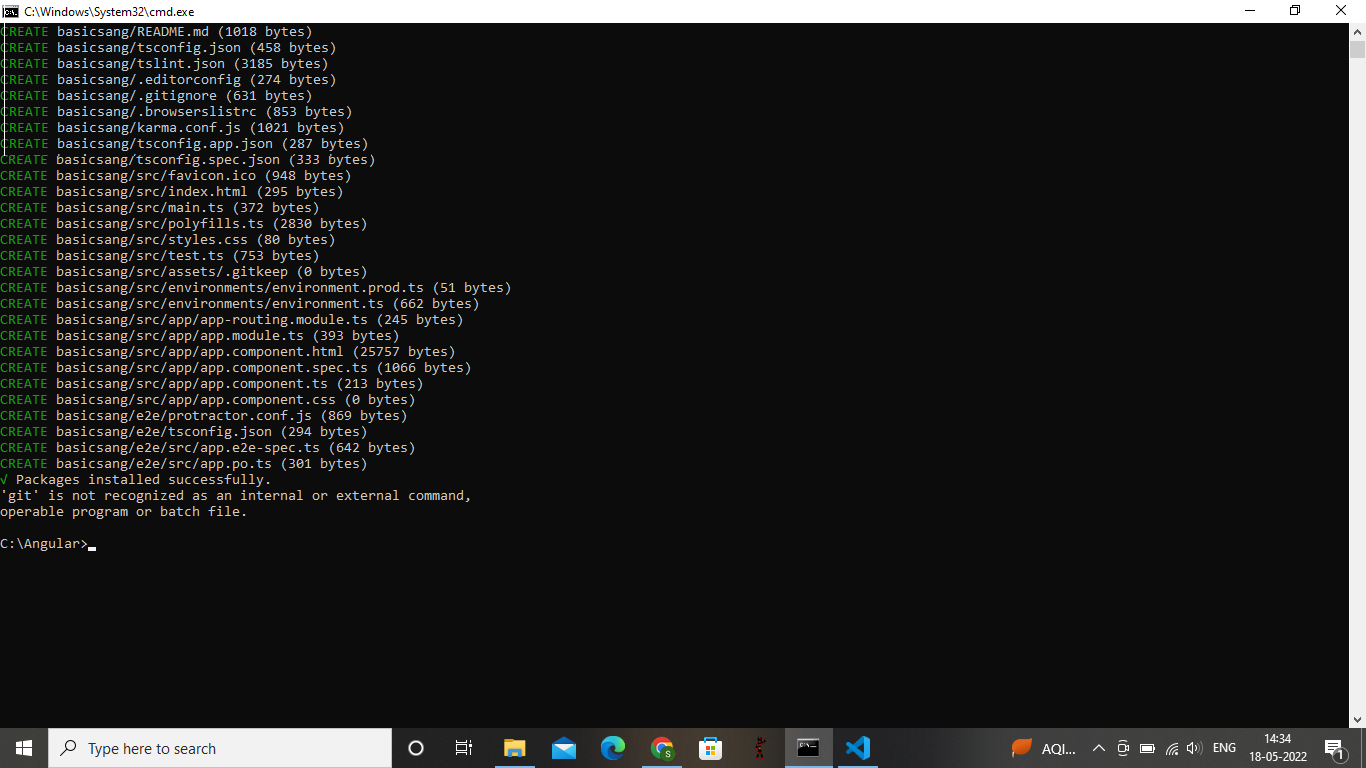 C:\Windows\System32\cmd.exe
CREATE basicsang/README.md (1018 bytes)
CREATE basicsang/tsconfig.json (458 bytes)
CREATE basicsang/tslint.json (3185 bytes)
CREATE basicsang/.editorconfig (274 bytes)
CREATE basicsang/.gitignore (631 bytes)
CREATE basicsang/.browserslistrc (853 bytes)
CREATE basicsang/karma.conf.js (1021 bytes)
CREATE basicsang/tsconfig.app.json (287 bytes)
CREATE basicsang/tsconfig.spec.json (333 bytes)
CREATE basicsang/src/favicon.ico (948 bytes)
CREATE basicsang/src/index.html (295 bytes)
CREATE basicsang/src/main.ts (372 bytes)
CREATE basicsang/src/polyfills.ts (2830 bytes)
CREATE basicsang/src/styles.css (80 bytes)
CREATE basicsang/src/test.ts (753 bytes)
CREATE basicsang/src/assets/.gitkeep (0 bytes)
CREATE basicsang/src/environments/environment.prod.ts (51 bytes)
CREATE basicsang/src/environments/environment.ts (662 bytes)
CREATE basicsang/src/app/app-routing.module.ts (245 bytes)
CREATE basicsang/src/app/app.module.ts (393 bytes)
CREATE basicsang/src/app/app.component.html (25757 bytes)
CREATE basicsang/src/app/app.component.spec.ts (1066 bytes)
CREATE basicsang/src/app/app.component.ts (213 bytes)
CREATE basicsang/src/app/app.component.css (0 bytes)
CREATE basicsang/e2e/protractor.conf.js (869 bytes)
CREATE basicsang/e2e/tsconfig.json (294 bytes)
CREATE basicsang/e2e/src/app.e2e-spec.ts (642 bytes)
CREATE basicsang/e2e/src/app.po.ts (301 bytes)
√ Packages installed successfully.
'git' is not recognized as an internal or external command,
operable program or batch file.
C:\Angular>
Type here to search
AQI...
ENG
14:34
18-05-2022
1